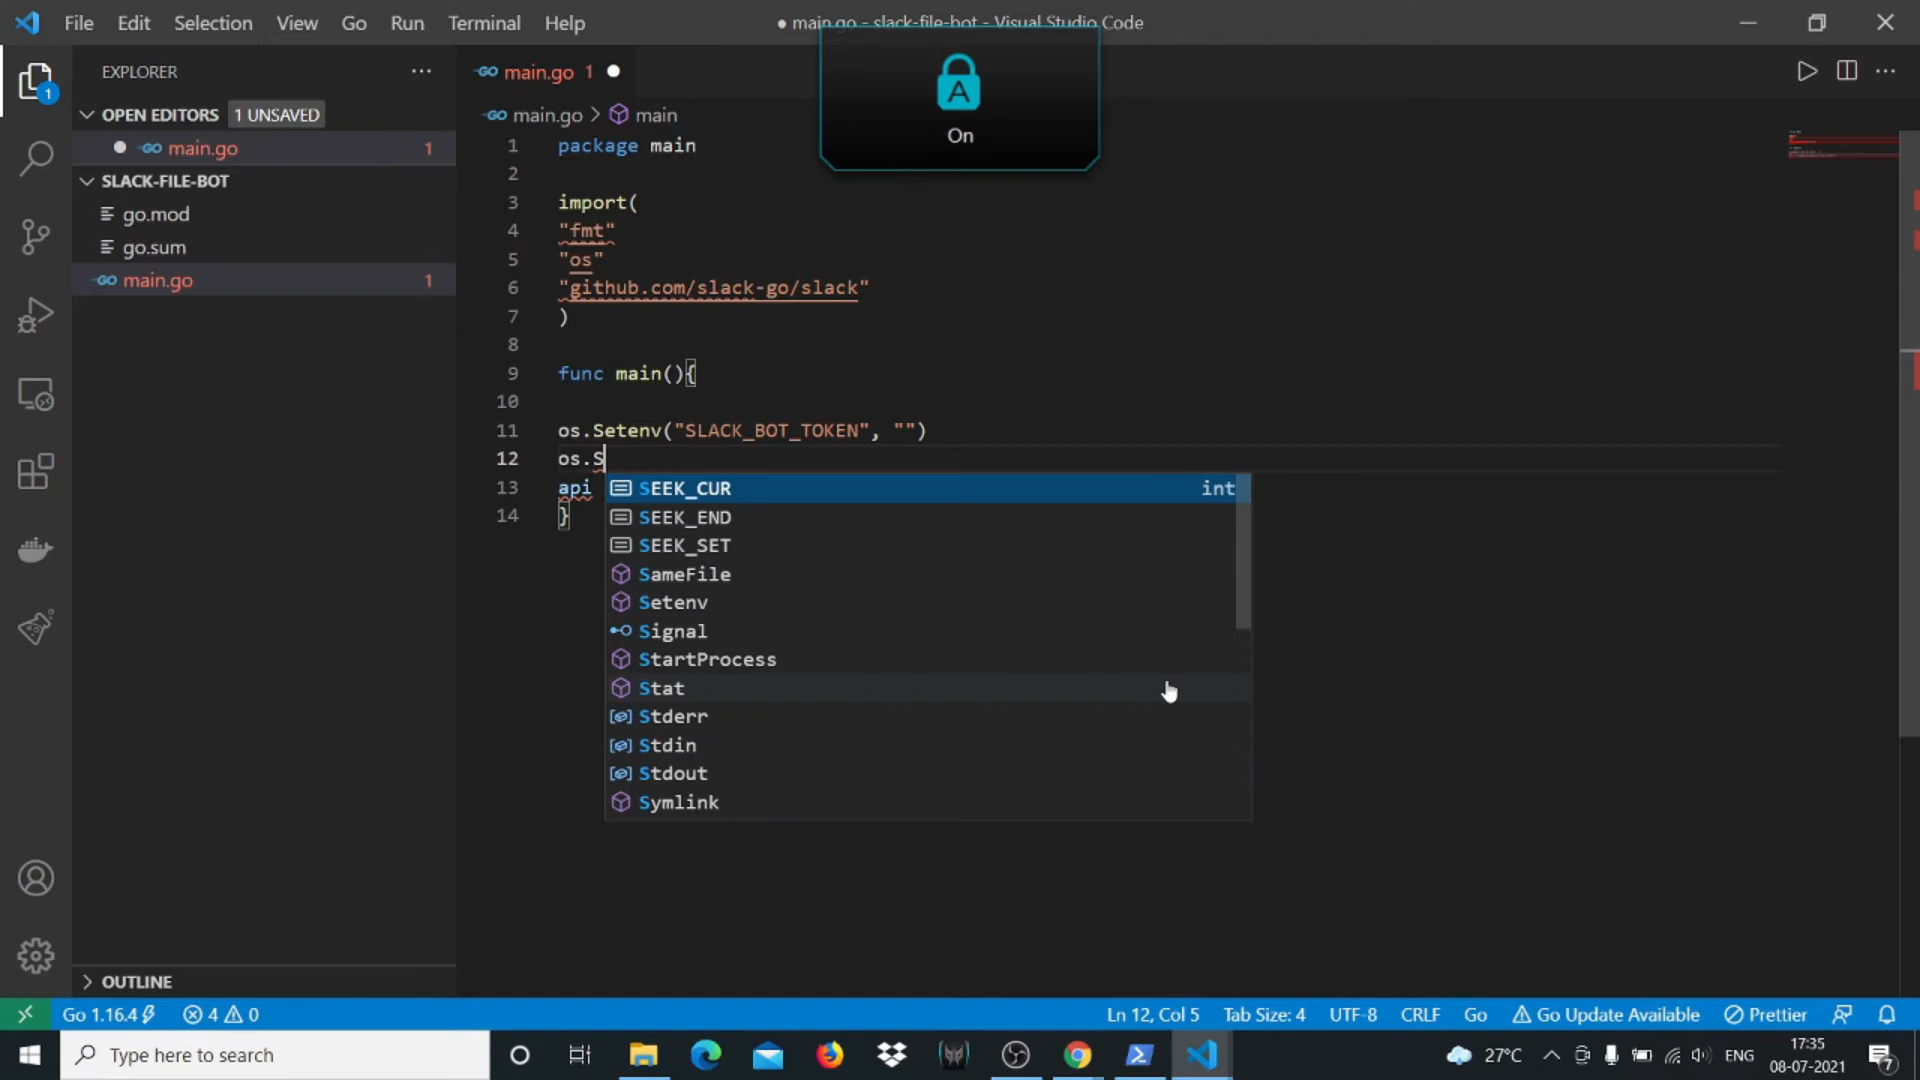 File Edit Selection View Go Run Terminal Help
● main.go - slack-file-bot - Visual Studio Code
A
On
EXPLORER
OPEN EDITORS 1 UNSAVED
main.go 1
SLACK-FILE-BOT
go.mod
go.sum
main.go 1
OUTLINE
1
main.go 1
main.go > main
1 package main
2
3 import(
4 "fmt"
5 "os"
6 "github.com/slack-go/slack"
7 )
8
9 func main(){
10
11 os.Setenv("SLACK_BOT_TOKEN", "")
12 os.S
13 api
14 }
SEEK_CUR int
SEEK_END
SEEK_SET
SameFile
Setenv
Signal
StartProcess
Stat
Stderr
Stdin
Stdout
Symlink
Go 1.16.4 4 0 Ln 12, Col 5 Tab Size: 4 UTF-8 CRLF Go Go Update Available Prettier
Type here to search 27°C ENG 17:35
08-07-2021 7